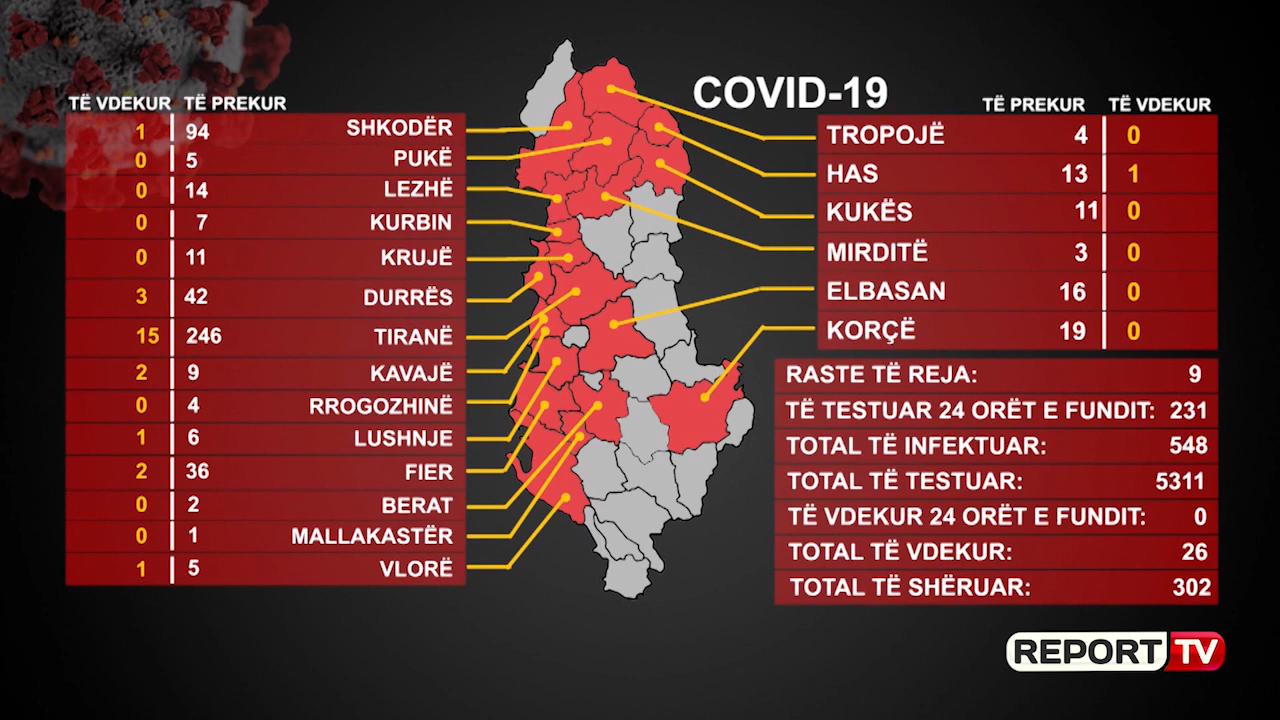 COVID-19
TË VDEKUR TË PREKUR
1 94 SHKODËR
0 5 PUKË
0 14 LEZHË
0 7 KURBIN
0 11 KRUJË
3 42 DURRËS
15 246 TIRANË
2 9 KAVAJË
0 4 RROGOZHINË
1 6 LUSHNJE
2 36 FIER
0 2 BERAT
0 1 MALLAKASTËR
1 5 VLORË
TË PREKUR TË VDEKUR
TROPOJË 4 0
HAS 13 1
KUKËS 11 0
MIRDITË 3 0
ELBASAN 16 0
KORÇË 19 0
RASTE TË REJA: 9
TË TESTUAR 24 ORËT E FUNDIT: 231
TOTAL TË INFEKTUAR: 548
TOTAL TË TESTUAR: 5311
TË VDEKUR 24 ORËT E FUNDIT: 0
TOTAL TË VDEKUR: 26
TOTAL TË SHËRUAR: 302
REPORT TV